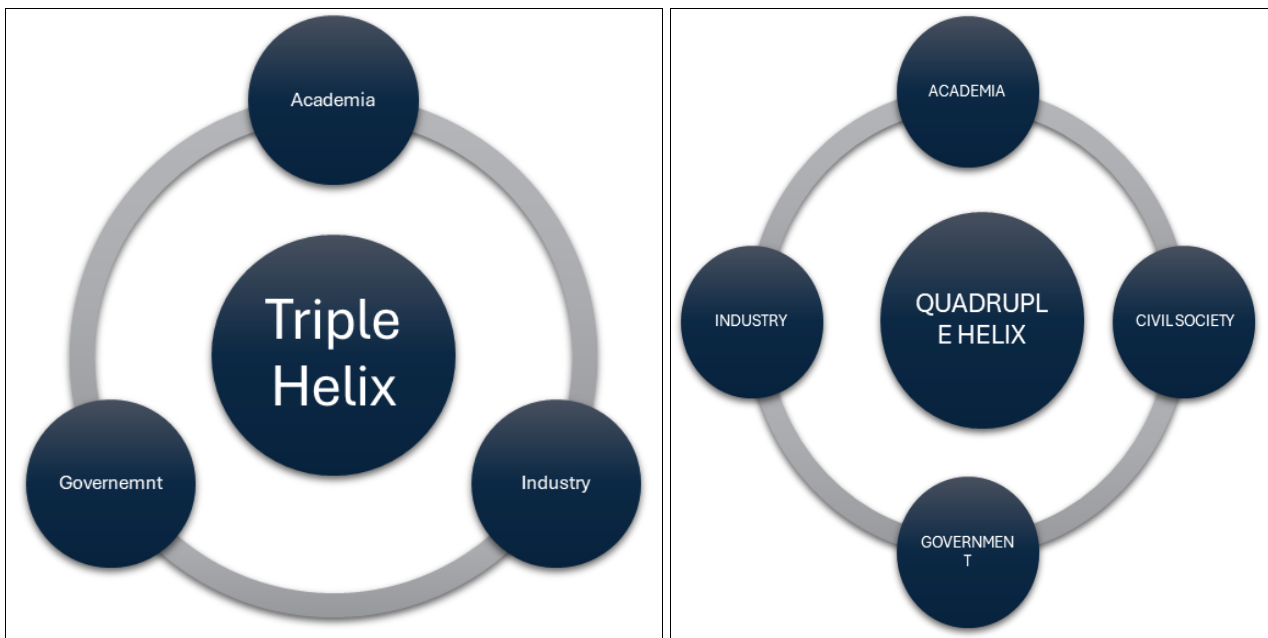 Academia
Triple
Helix
Governemnt
Industry
ACADEMIA
INDUSTRY
QUADRUPL
E HELIX
CIVIL SOCIETY
GOVERNMEN
T